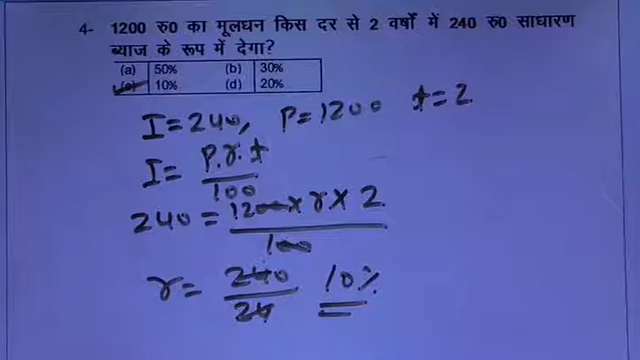 4- 1200 रु0 का मूलधन किस दर से 2 वर्षों में 240 रु0 साधारण
ब्याज के रूप में देगा?
(a) 50% (b) 30%
(c) 10% (d) 20%
I=240, P=1200 t=2
I= P.r.t
100
240 = 1200×r×2
100
r= 240 10%
24